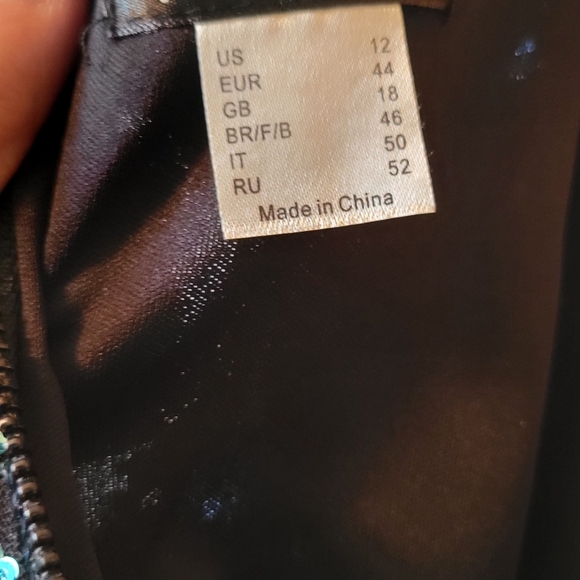 US 12
EUR 44
GB 18
BR/F/B 46
IT 50
RU 52
Made in China